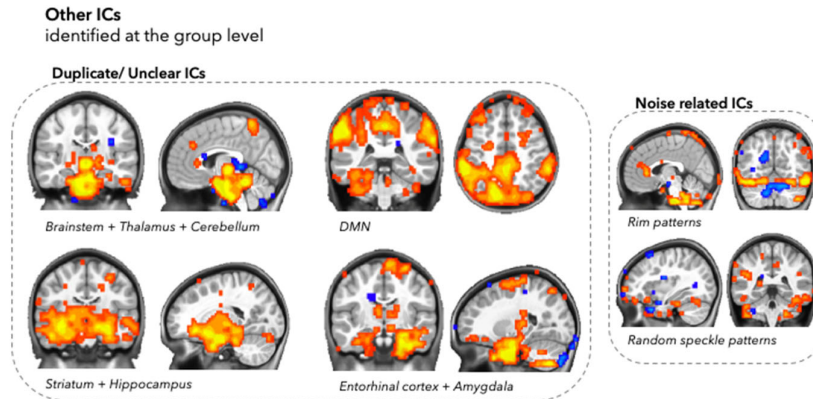 Other ICs
identified at the group level
Duplicate/ Unclear ICs
Noise related ICs
Brainstem + Thalamus + Cerebellum
DMN
Rim patterns
Striatum + Hippocampus
Entorhinal cortex + Amygdala
Random speckle patterns